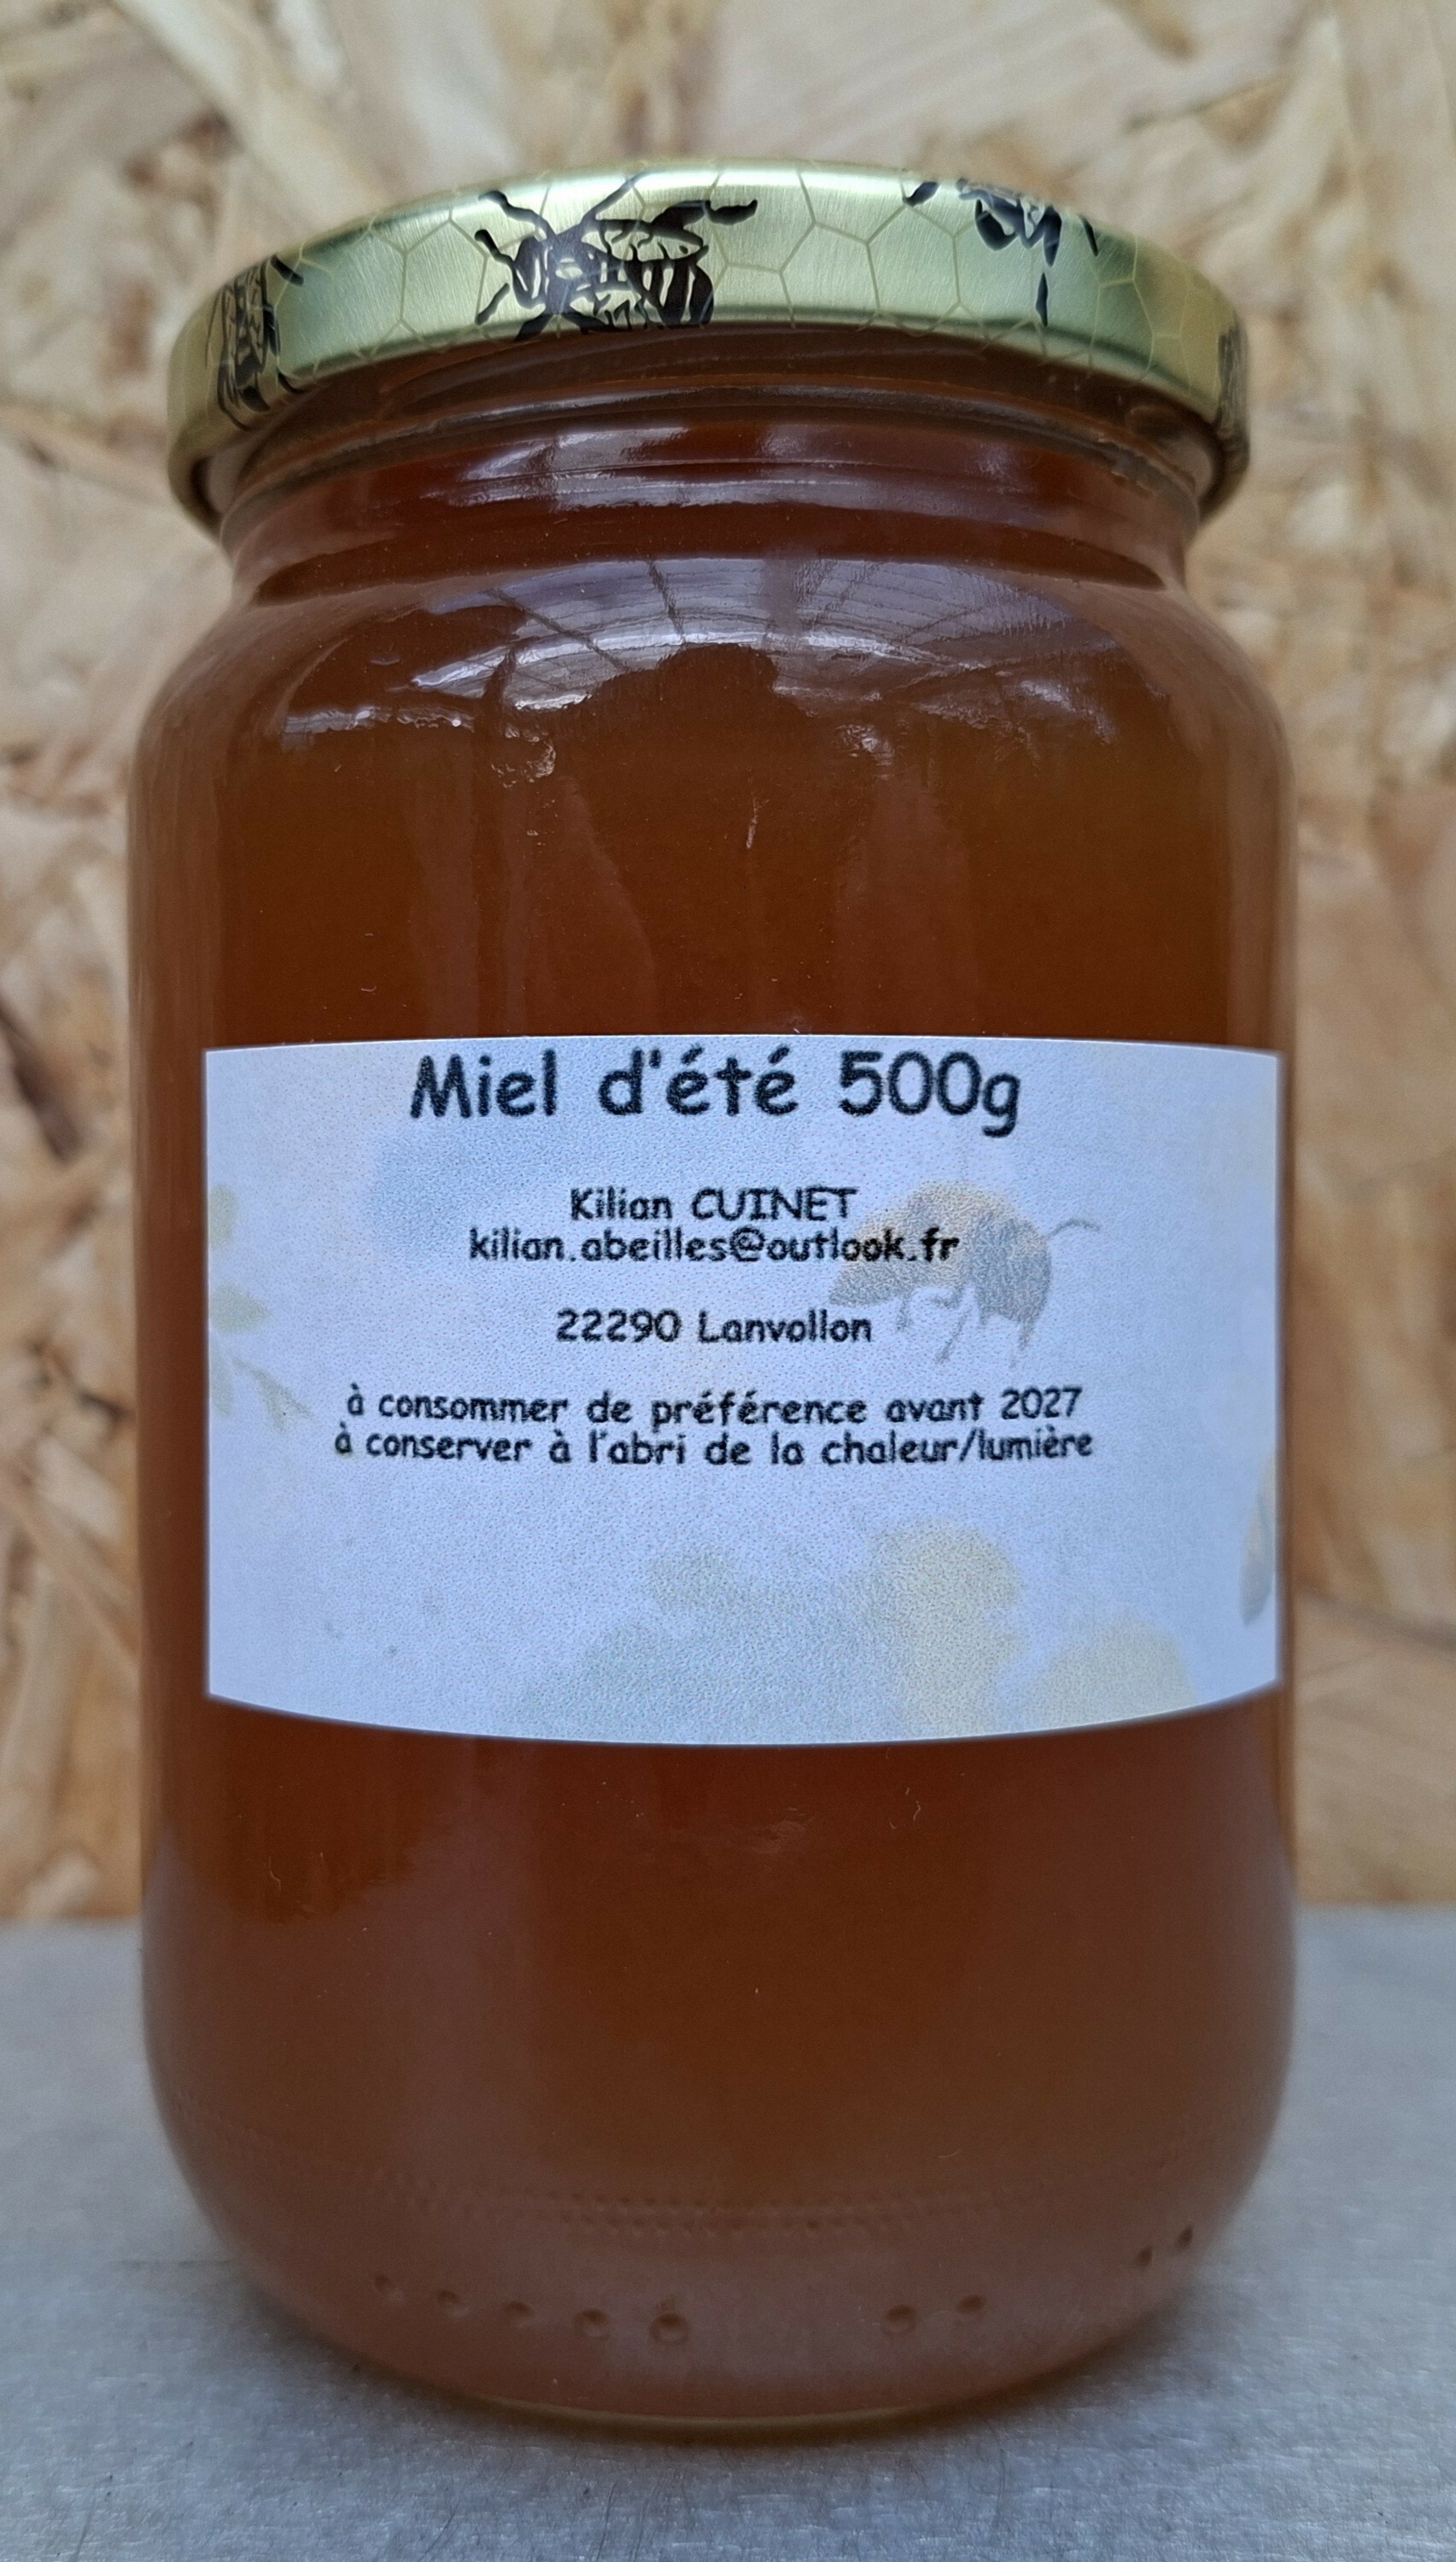 Miel d'été 500g
Kilian CUINET
kilian.abeilles@outlook.fr
22290 Lanvollon
à consommer de préférence avant 2027
à conserver à l'abri de la chaleur/lumière